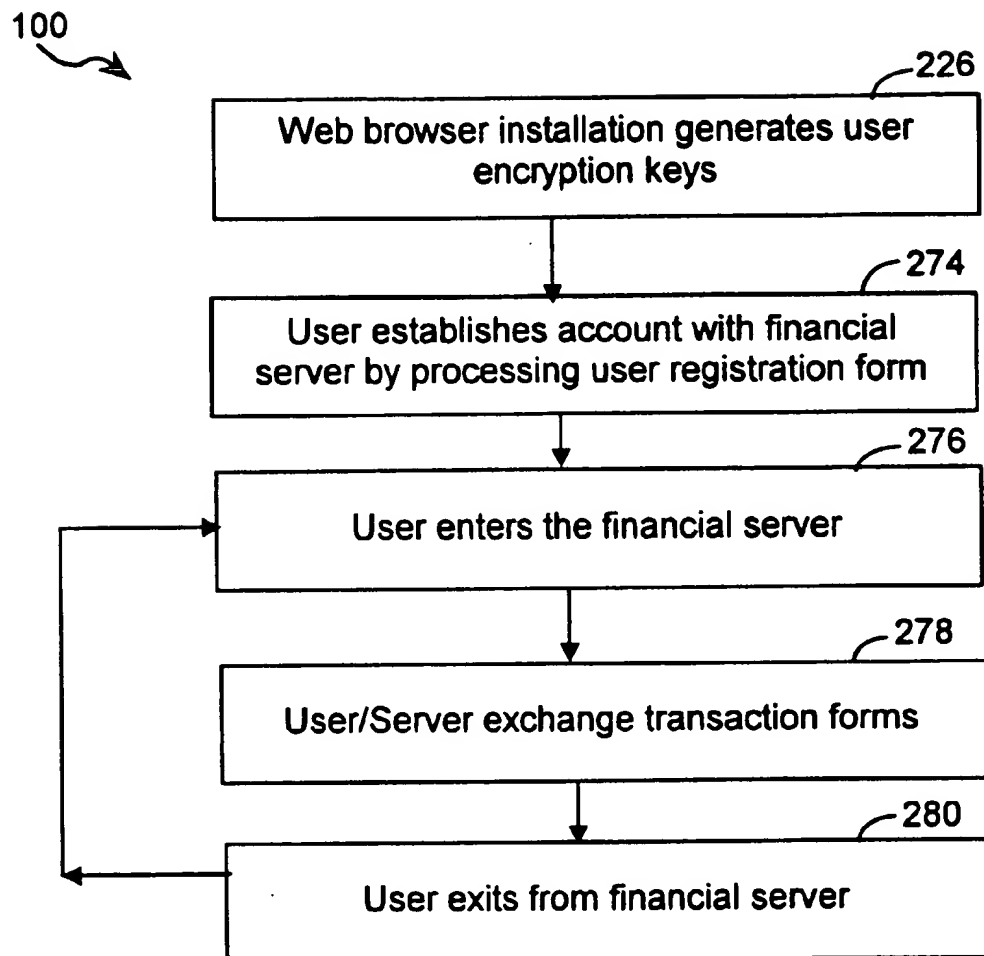 100
226
Web browser installation generates user
encryption keys
274
User establishes account with financial
server by processing user registration form
276
User enters the financial server
278
User/Server exchange transaction forms
280
User exits from financial server